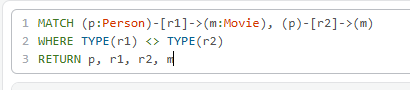 1 MATCH (p:Person)-[r1]->(m:Movie), (p)-[r2]->(m)
2 WHERE TYPE(r1) <> TYPE(r2)
3 RETURN p, r1, r2, m